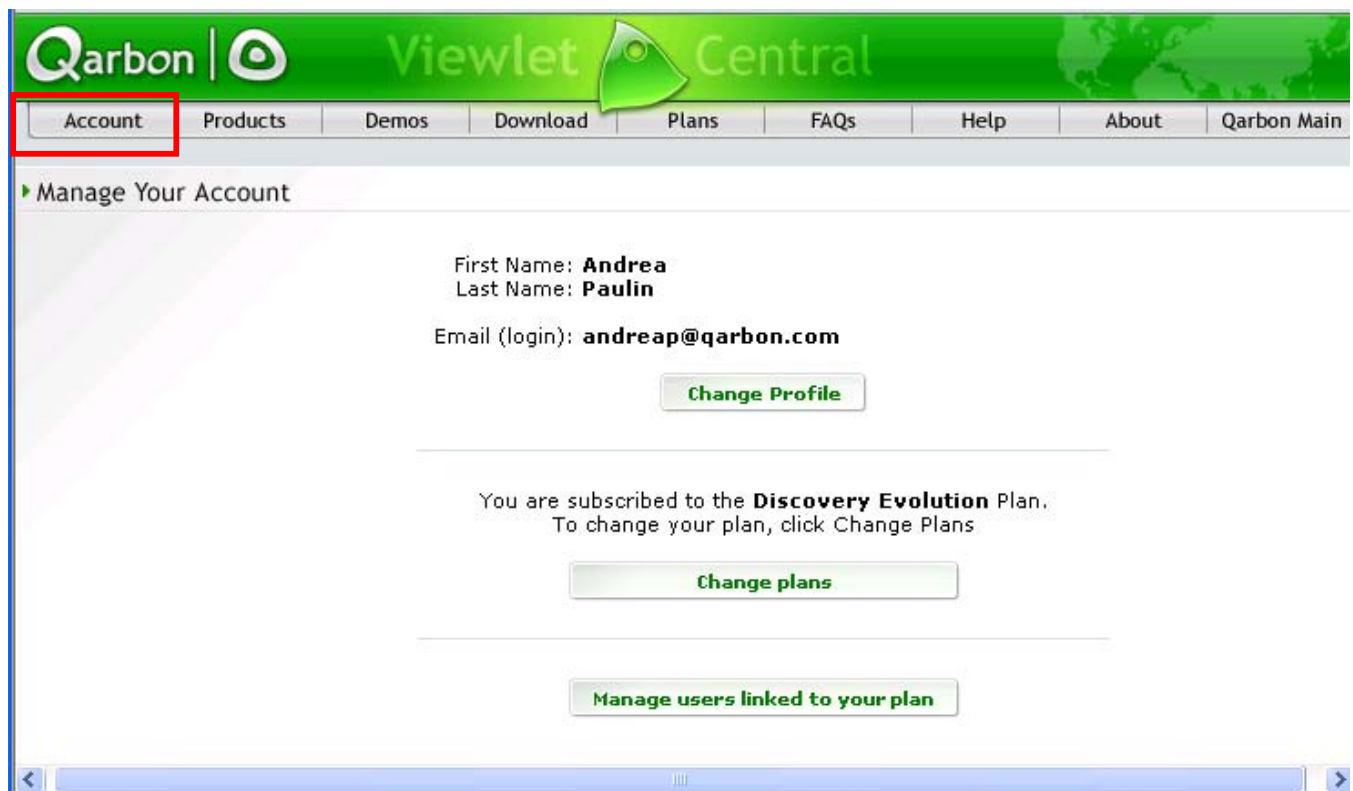 Qarbon Viewlet Central
Account Products Demos Download Plans FAQs Help About Qarbon Main
Manage Your Account
First Name: Andrea
Last Name: Paulin
Email (login): andreap@qarbon.com
Change Profile
You are subscribed to the Discovery Evolution Plan.
To change your plan, click Change Plans
Change plans
Manage users linked to your plan